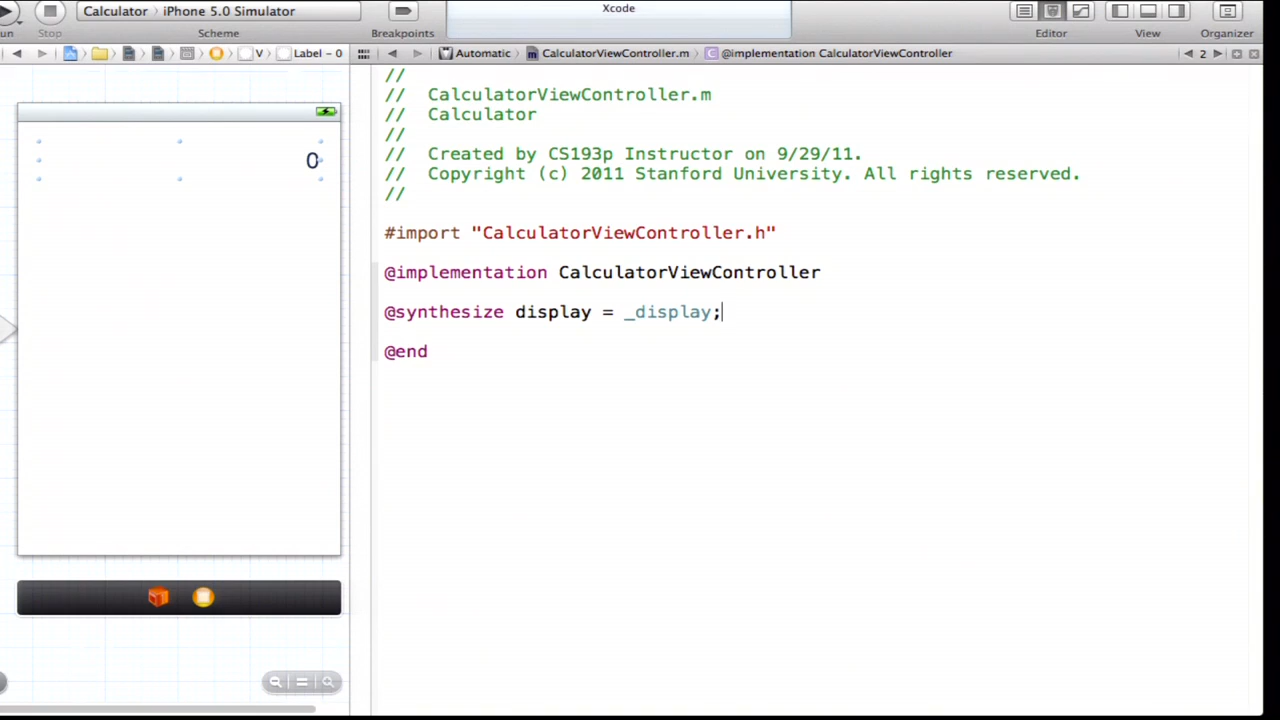 Calculator iPhone 5.0 Simulator
Xcode
un Stop Scheme Breakpoints Editor View Organizer
V Label - 0 Automatic CalculatorViewController.m @implementation CalculatorViewController 2
//
// CalculatorViewController.m
// Calculator
//
// Created by CS193p Instructor on 9/29/11.
// Copyright (c) 2011 Stanford University. All rights reserved.
//
#import "CalculatorViewController.h"
@implementation CalculatorViewController
@synthesize display = _display;
@end
0